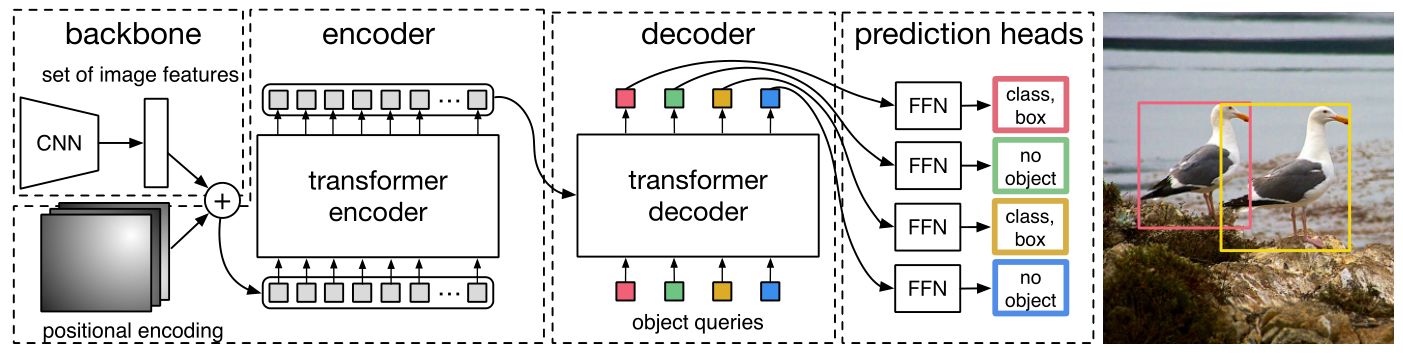 backbone
set of image features
CNN
+
positional encoding
encoder
...
transformer
encoder
...
decoder
transformer
decoder
object queries
prediction heads
FFN
class,
box
FFN
no
object
FFN
class,
box
FFN
no
object